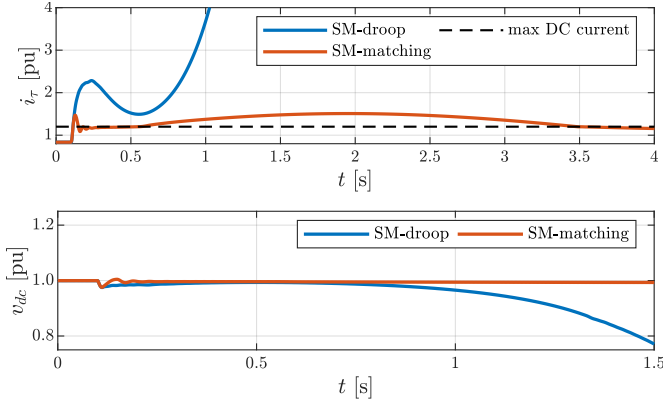 4
3
2
1
i_τ [pu]
SM-droop
max DC current
SM-matching
0
0.5
1
1.5
2
2.5
3
3.5
4
t [s]
1.2
1.0
0.8
v_dc [pu]
SM-droop
SM-matching
0
0.5
1
1.5
t [s]